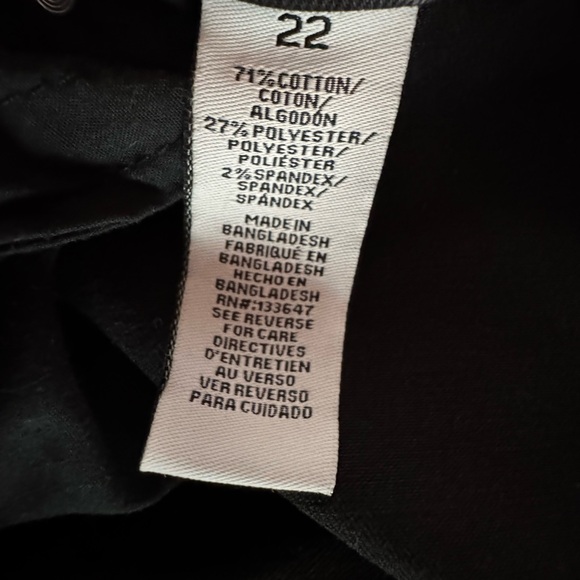 22
71% COTTON/
COTON/
ALGODÓN
27% POLYESTER/
POLYESTER/
POLIÉSTER
2% SPANDEX/
SPANDEX/
SPANDEX
MADE IN
BANGLADESH
FABRIQUÉ EN
BANGLADESH
HECHO EN
BANGLADESH
RN#:133647
SEE REVERSE
FOR CARE
DIRECTIVES
D'ENTRETIEN
AU VERSO
VER REVERSO
PARA CUIDADO